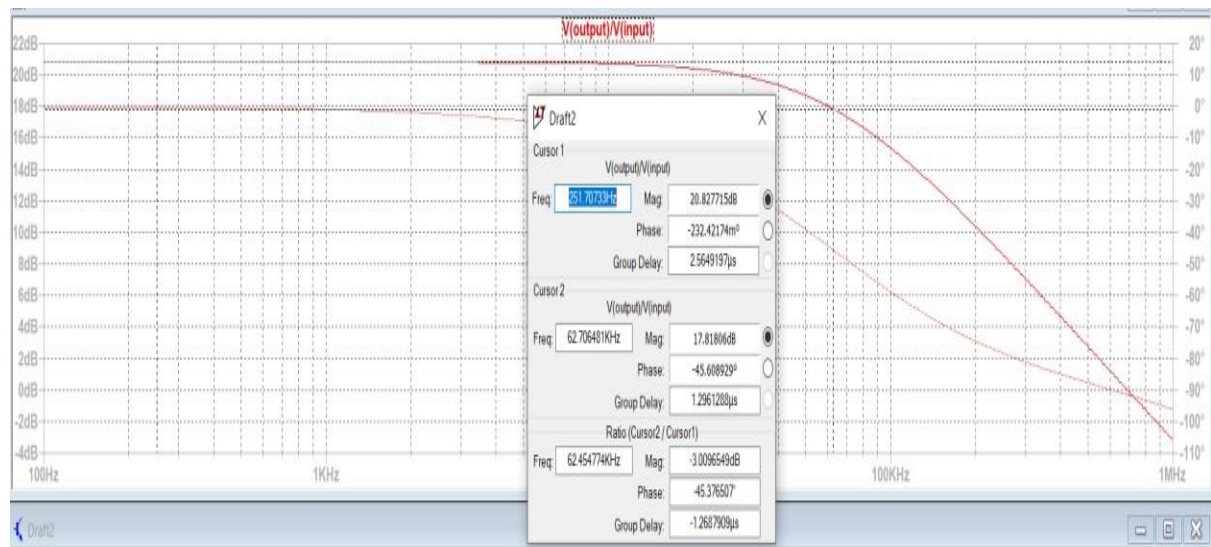 V(output)/V(input)
22dB
20dB
18dB
16dB
14dB
12dB
10dB
8dB
6dB
4dB
2dB
0dB
-2dB
-4dB
20°
10°
0°
-10°
-20°
-30°
-40°
-50°
-60°
-70°
-80°
-90°
-100°
-110°
100Hz 1KHz 100KHz 1MHz
Draft2
Cursor 1
V(output)/V(input)
Freq: 251.70733Hz Mag: 20.827715dB
Phase: -232.42174m°
Group Delay: 2.5649197µs
Cursor 2
V(output)/V(input)
Freq: 62.706481KHz Mag: 17.81806dB
Phase: -45.608929°
Group Delay: 1.2961288µs
Ratio (Cursor2 / Cursor1)
Freq: 62.454774KHz Mag: -3.0096549dB
Phase: -45.376507°
Group Delay: -1.2687909µs
Draft2